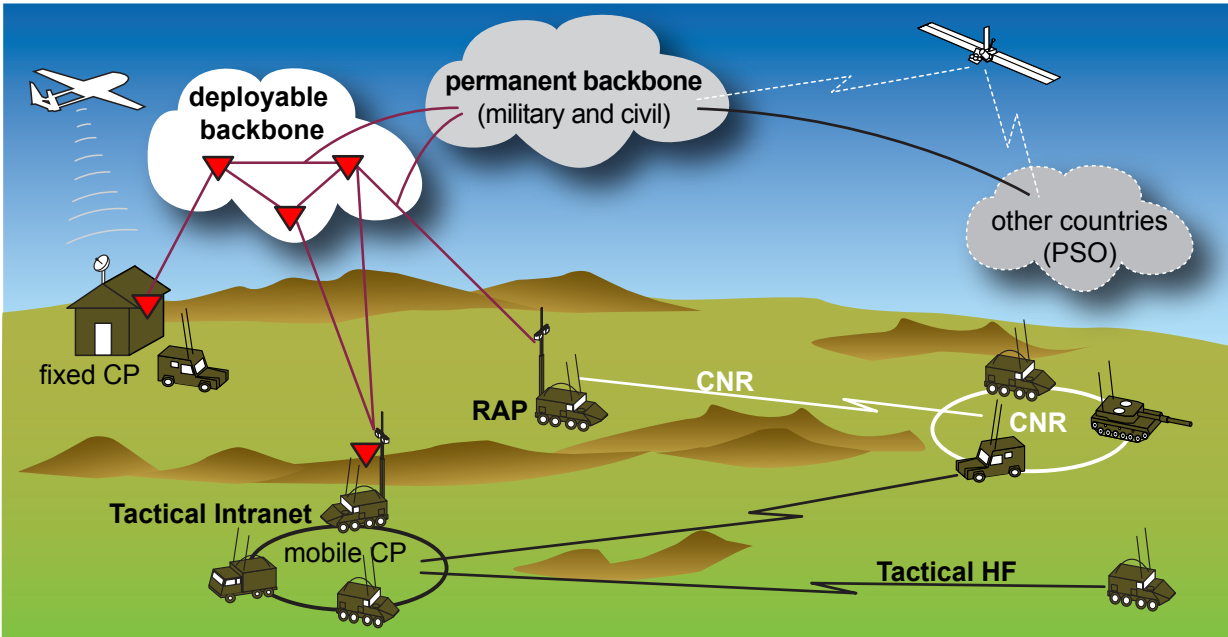 deployable
backbone
permanent backbone
(military and civil)
other countries
(PSO)
fixed CP
RAP
CNR
CNR
Tactical Intranet
mobile CP
Tactical HF